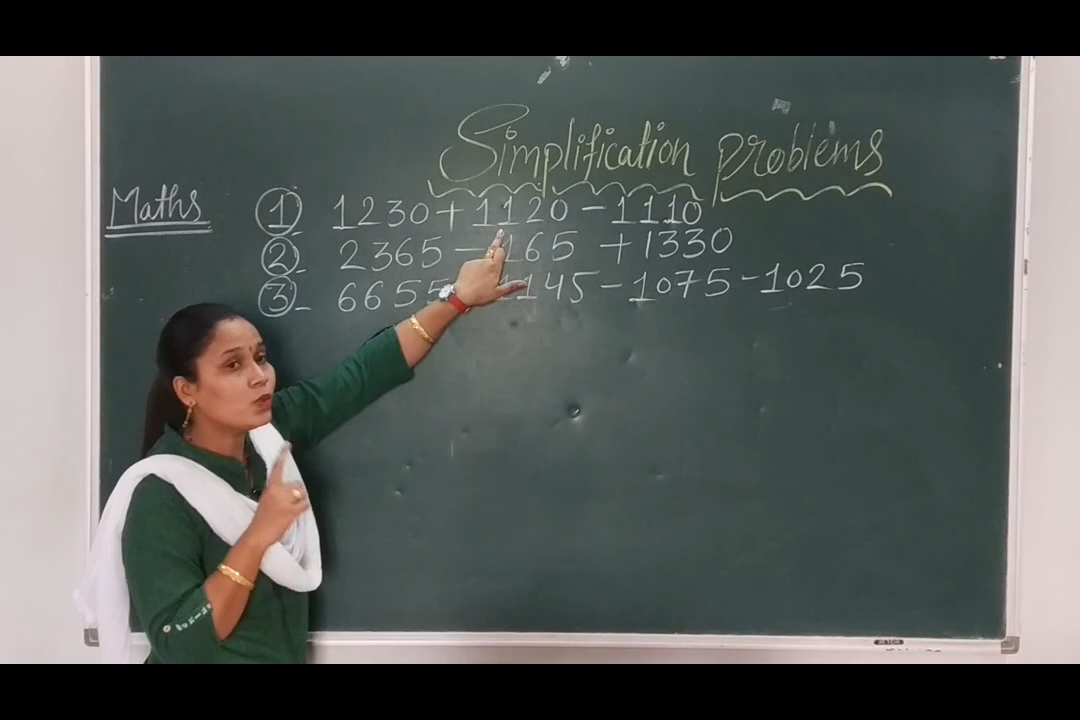 Simplification problems
Maths
① 1230 + 1120 - 1110
②- 2365 - 165 + 1330
③- 6655 1145 - 1075 - 1025